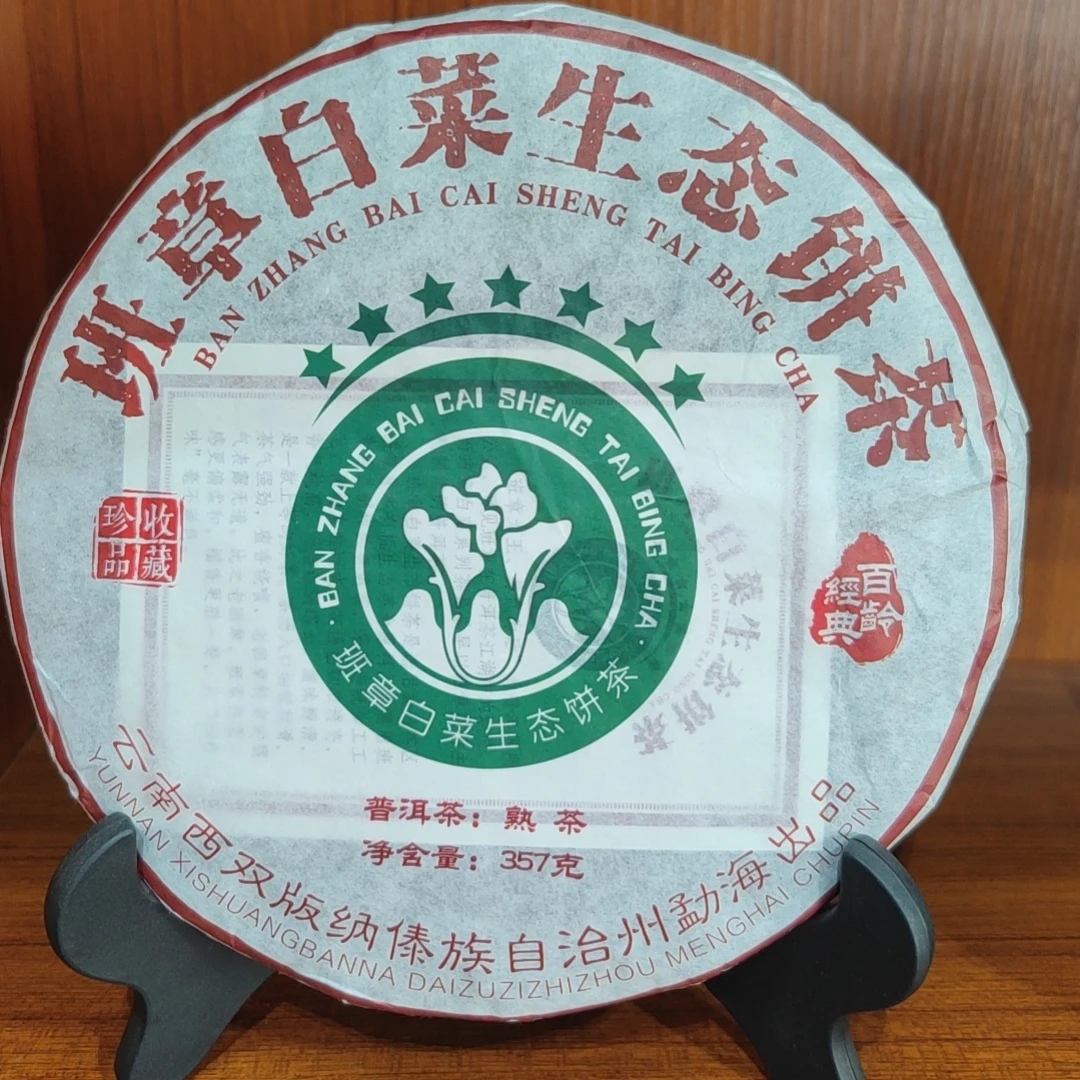 班章白菜生态饼茶
BAN ZHANG BAI CAI SHENG TAI BING CHA
BAN ZHANG BAI CAI SHENG TAI BING CHA
班章白菜生态饼茶
珍品
收藏
百龄
經典
普洱茶：熟茶
净含量：357克
云南西双版纳傣族自治州勐海出品
YUNNAN XISHUANGBANNA DAIZUZIZHIZHOU MENGHAI CHUPIN